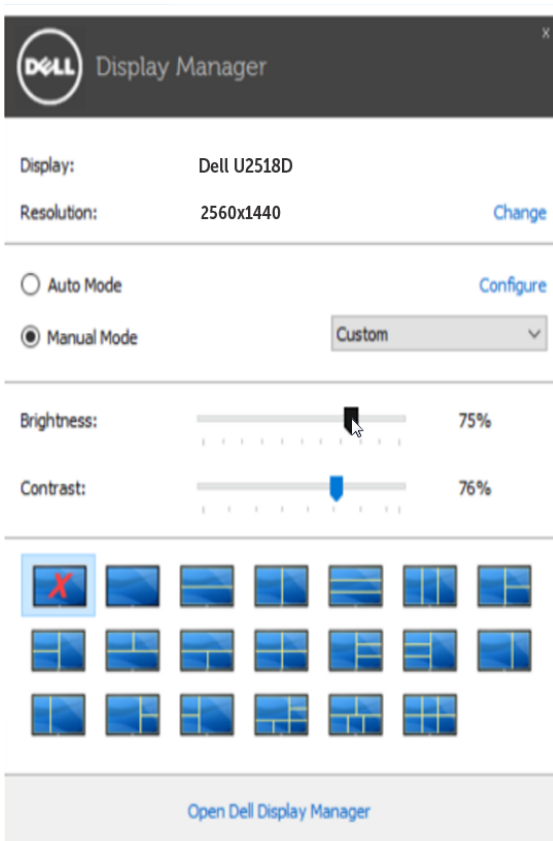 DELL Display Manager x
Display: Dell U2518D
Resolution: 2560x1440 Change
Auto Mode Configure
Manual Mode Custom
Brightness: 75%
Contrast: 76%
Open Dell Display Manager